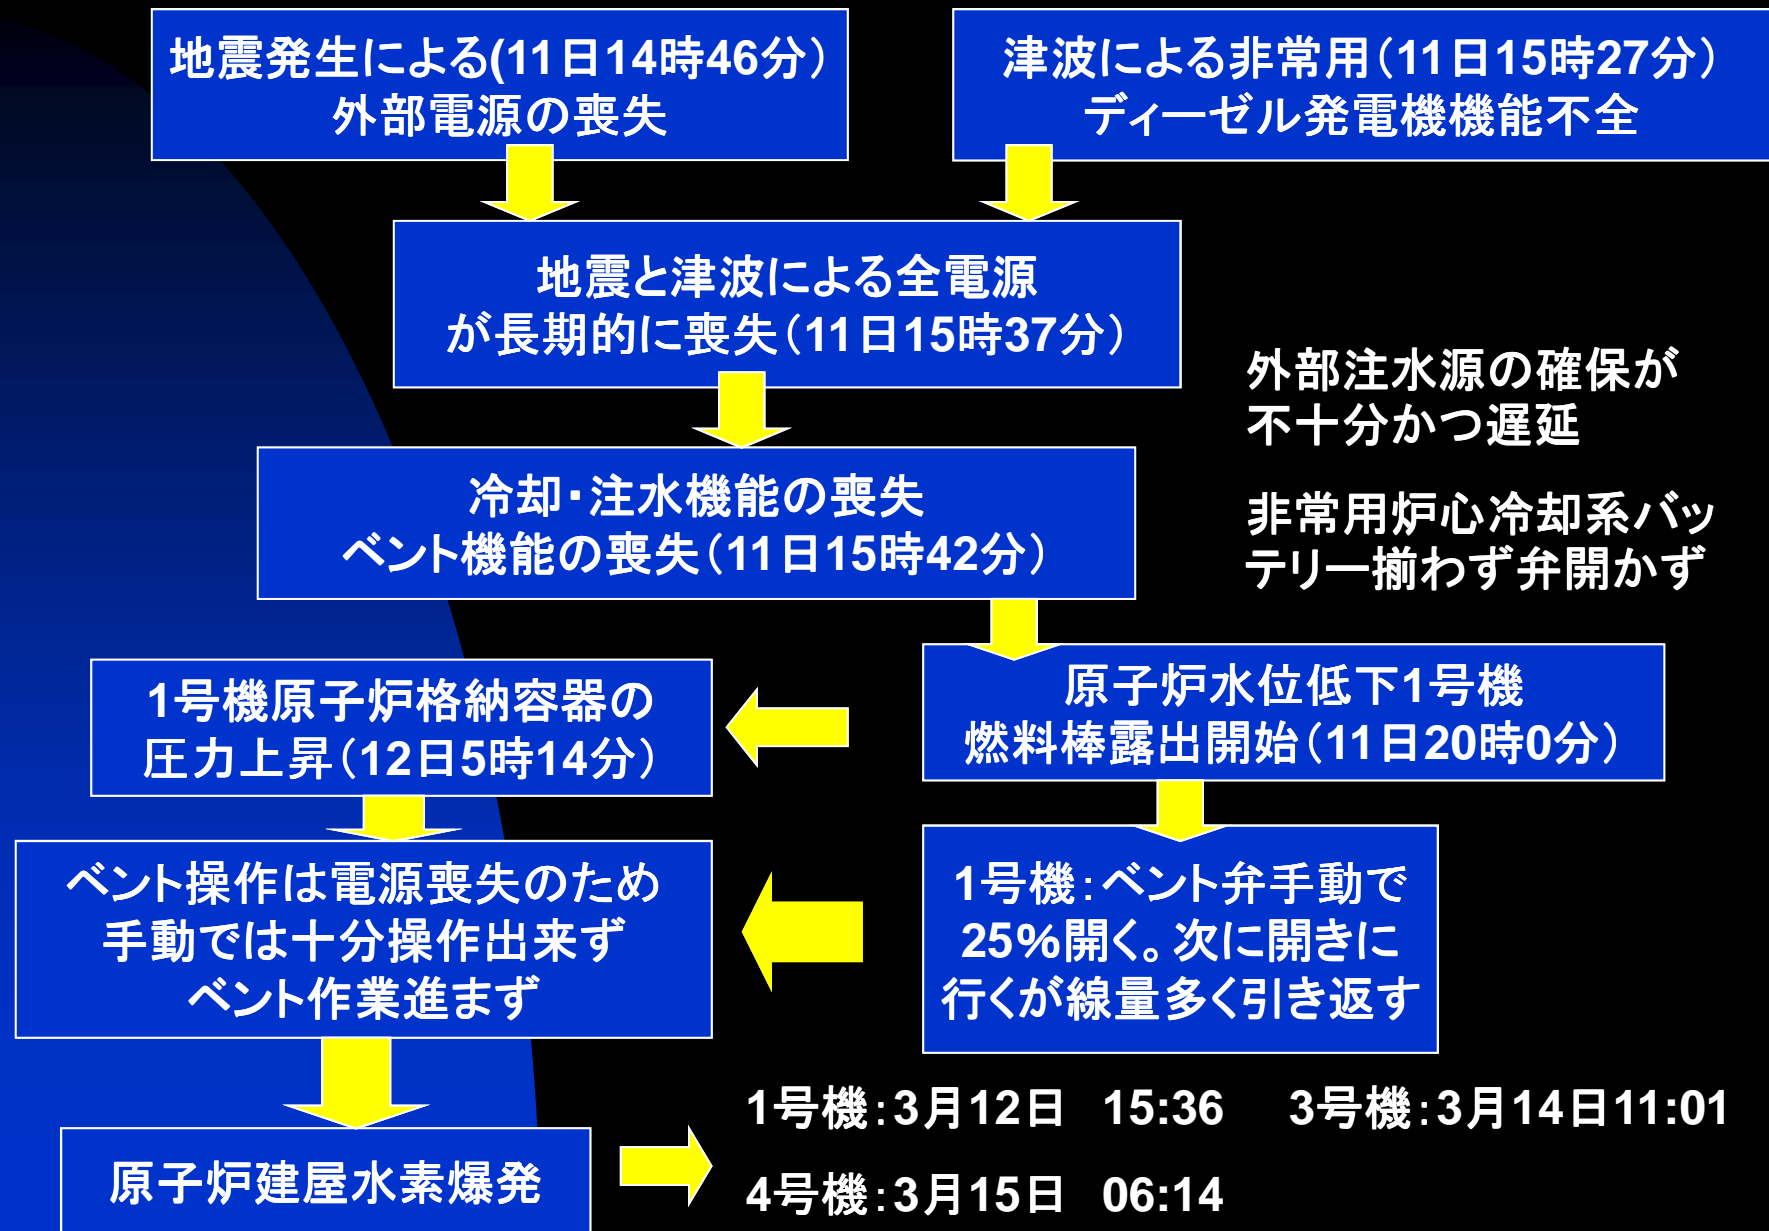 地震発生による(11日14時46分）
外部電源の喪失
津波による非常用（11日15時27分）
ディーゼル発電機機能不全
地震と津波による全電源
が長期的に喪失（11日15時37分）
外部注水源の確保が
不十分かつ遅延
冷却・注水機能の喪失
ベント機能の喪失（11日15時42分）
非常用炉心冷却系バッ
テリー揃わず弁開かず
原子炉水位低下1号機
燃料棒露出開始（11日20時0分）
1号機原子炉格納容器の
圧力上昇（12日5時14分）
ベント操作は電源喪失のため
手動では十分操作出来ず
ベント作業進まず
1号機：ベント弁手動で
25%開く。次に開きに
行くが線量多く引き返す
原子炉建屋水素爆発
1号機：3月12日　15:36　3号機：3月14日11:01
4号機：3月15日　06:14